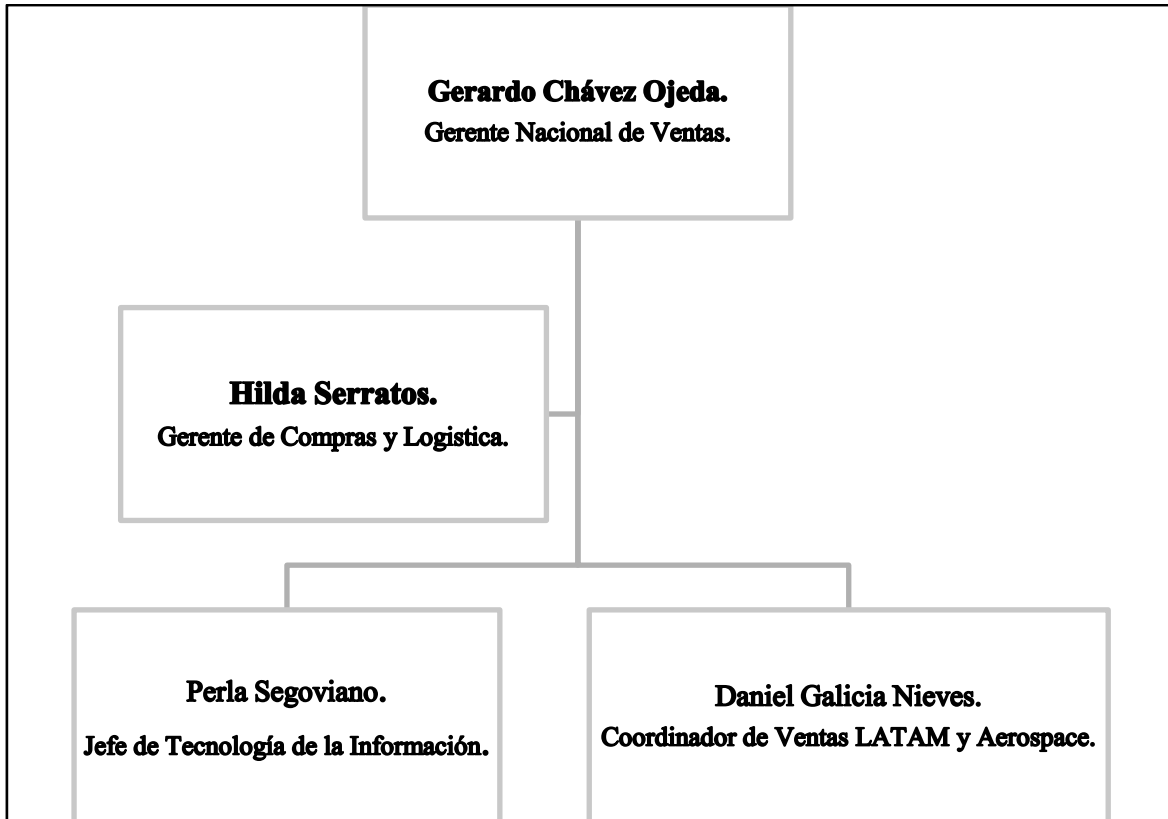 Gerardo Chávez Ojeda.
Gerente Nacional de Ventas.
Hilda Serratos.
Gerente de Compras y Logistica.
Perla Segoviano.
Jefe de Tecnología de la Información.
Daniel Galicia Nieves.
Coordinador de Ventas LATAM y Aerospace.